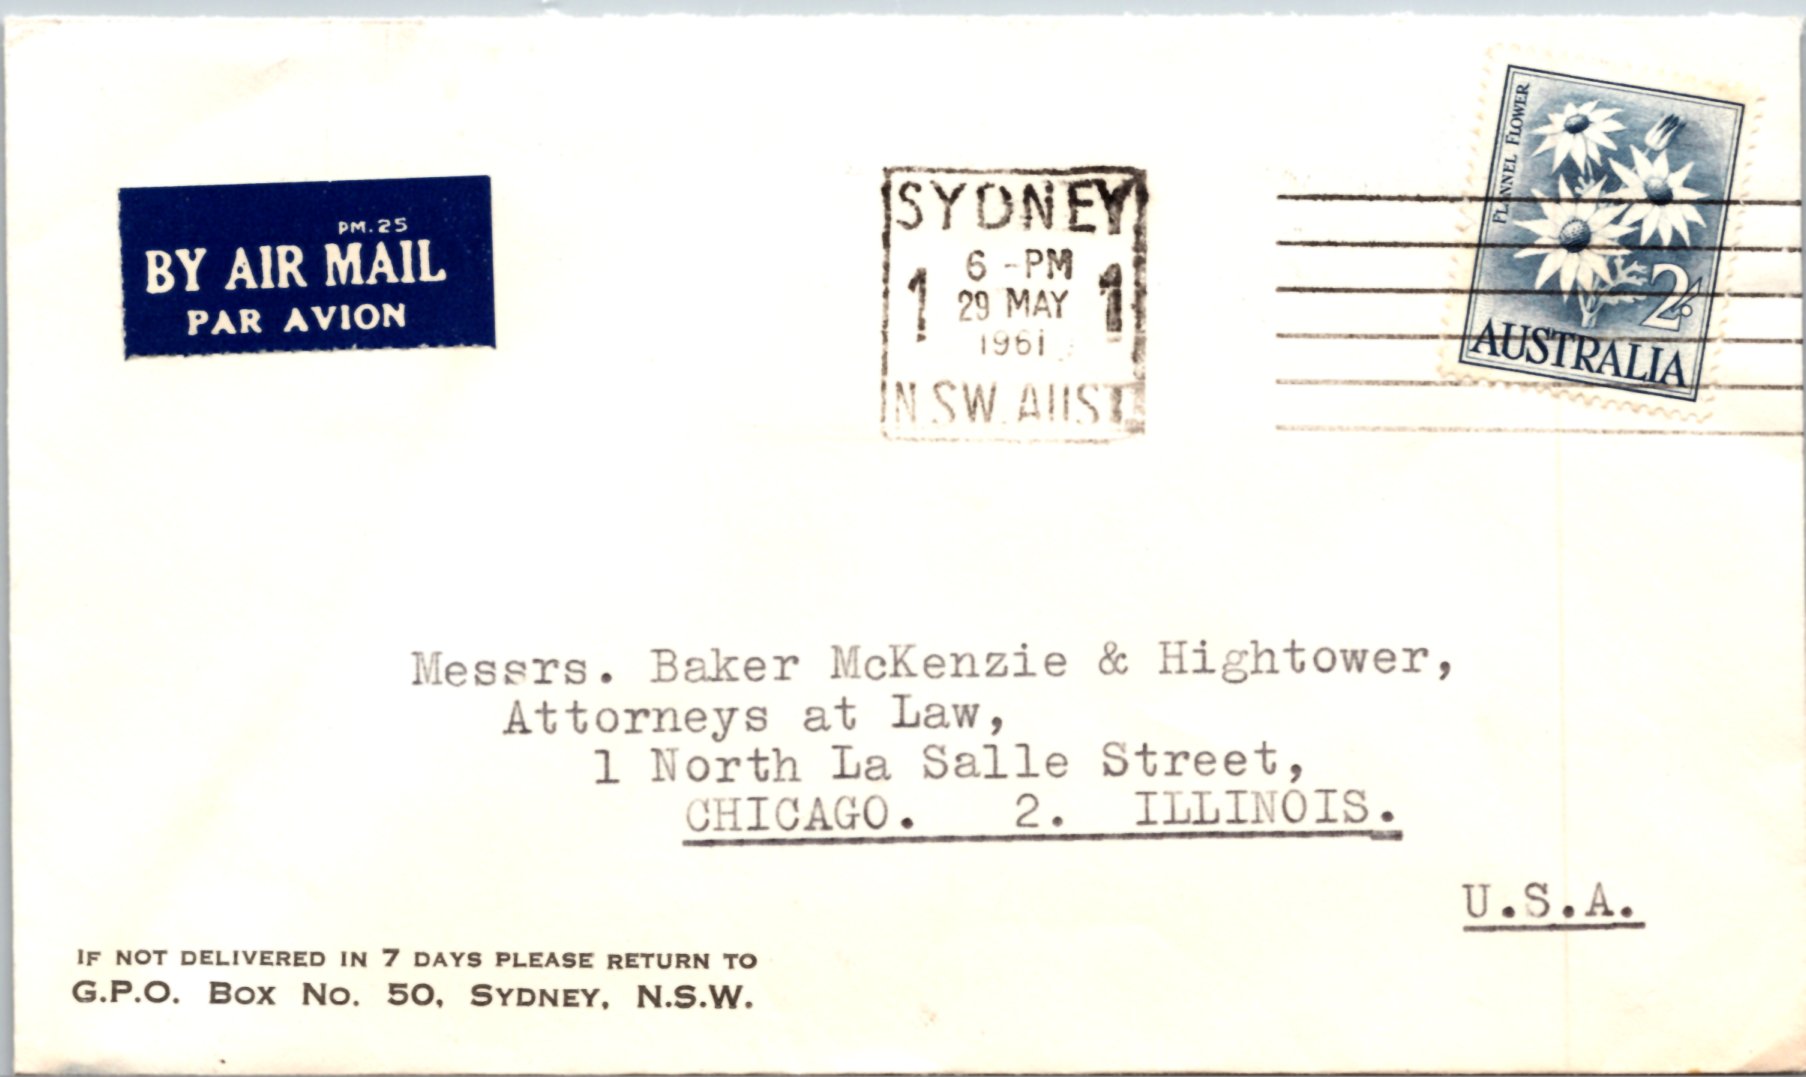 PM.25
BY AIR MAIL
PAR AVION
SYDNEY
6 - PM
1 29 MAY 1
1961
N.S.W. AUST.
FLANNEL FLOWER
2/-
AUSTRALIA
Messrs. Baker McKenzie & Hightower,
Attorneys at Law,
1 North La Salle Street,
CHICAGO. 2. ILLINOIS.
U.S.A.
IF NOT DELIVERED IN 7 DAYS PLEASE RETURN TO
G.P.O. BOX NO. 50, SYDNEY, N.S.W.